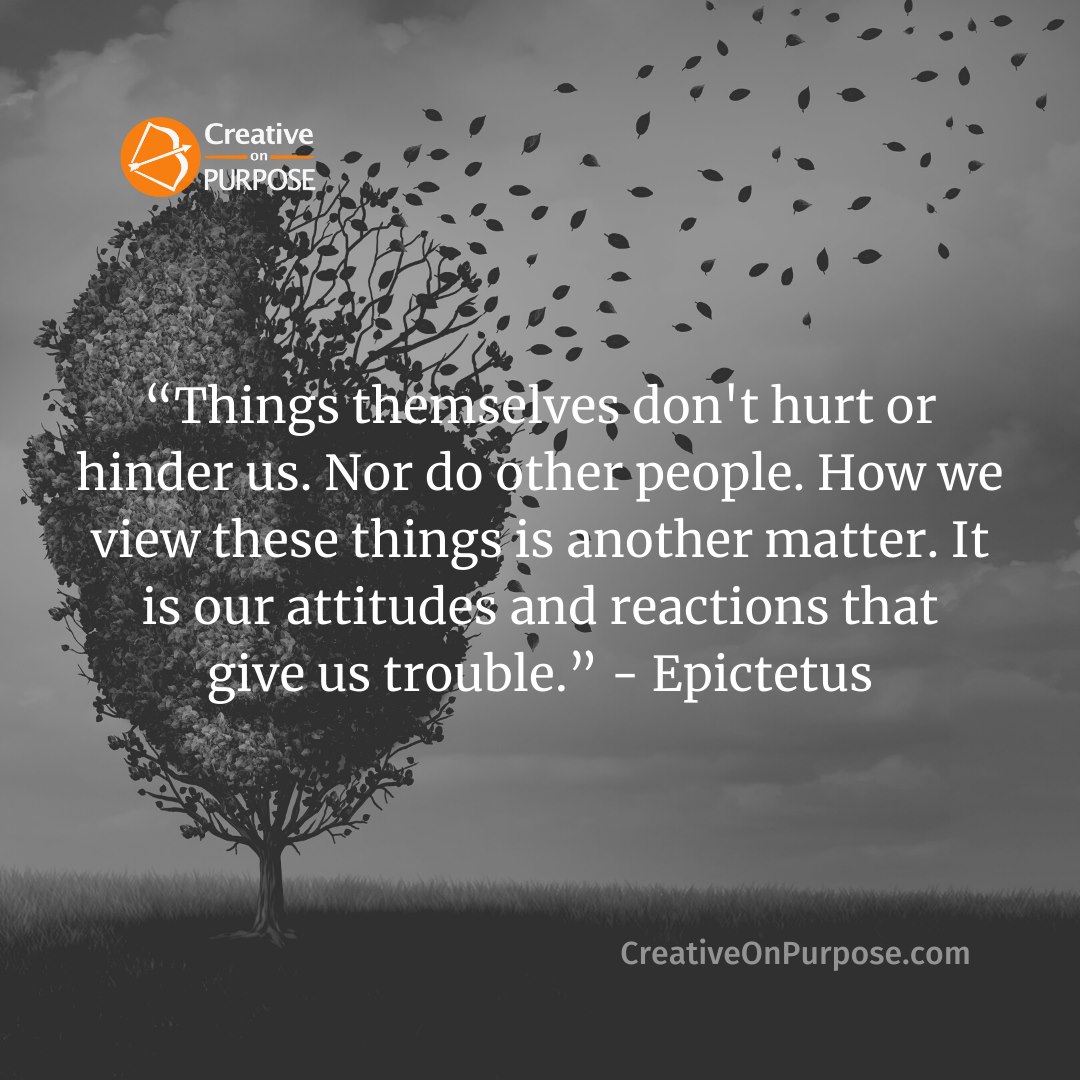 Creative
on
PURPOSE
“Things themselves don't hurt or
hinder us. Nor do other people. How we
view these things is another matter. It
is our attitudes and reactions that
give us trouble.” - Epictetus
CreativeOnPurpose.com